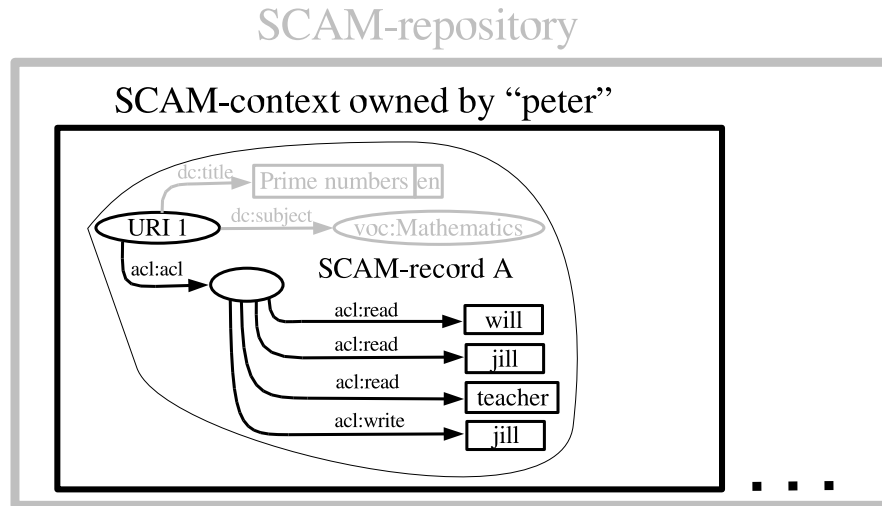 SCAM-repository
SCAM-context owned by “peter”
dc:title
Prime numbers en
URI 1
dc:subject
voc:Mathematics
acl:acl
SCAM-record A
acl:read
will
acl:read
jill
acl:read
teacher
acl:write
jill
. . .